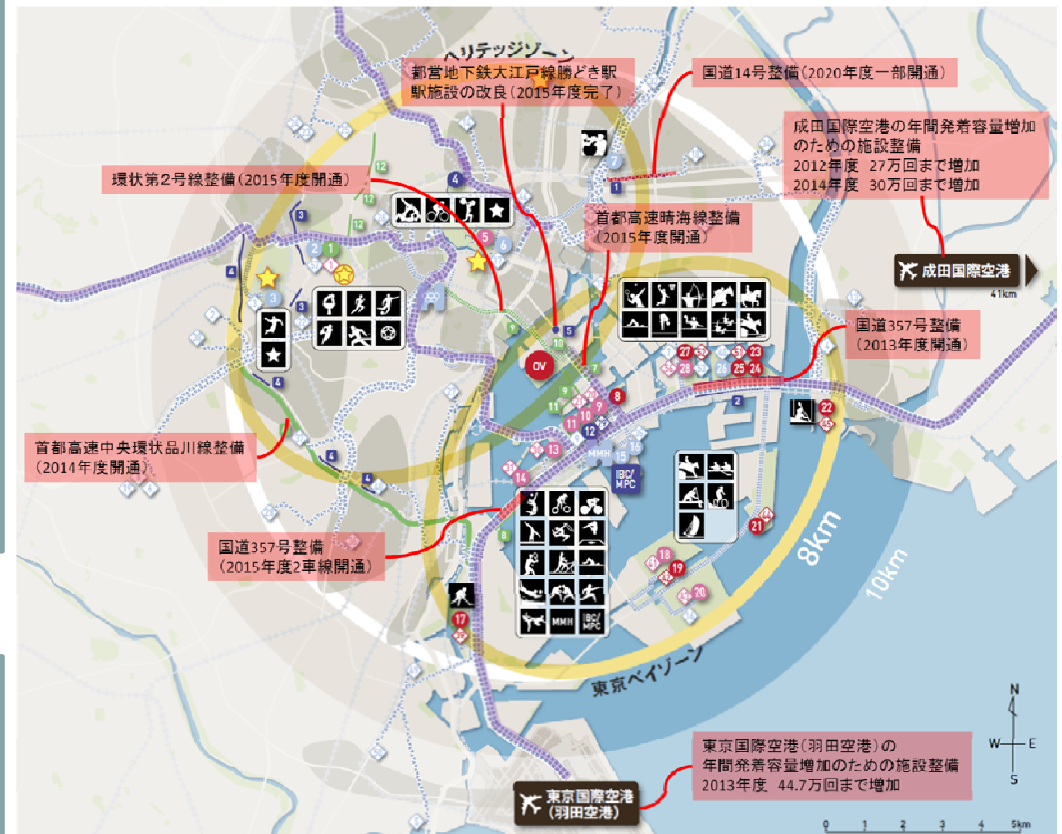 ヘリテッジゾーン
都営地下鉄大江戸線勝どき駅
駅施設の改良(2015年度完了)
国道14号整備(2020年度一部開通)
成田国際空港の年間発着容量増加
のための施設整備
2012年度 27万回まで増加
2014年度 30万回まで増加
環状第2号線整備(2015年度開通)
首都高速晴海線整備
(2015年度開通)
成田国際空港
41km
国道357号整備
(2013年度開通)
OV
首都高速中央環状品川線整備
(2014年度開通)
MMH
IBC/
MPC
国道357号整備
(2015年度2車線開通)
MMH
IBC/
MPC
8km
10km
東京ベイゾーン
東京国際空港(羽田空港)の
年間発着容量増加のための施設整備
2013年度 44.7万回まで増加
東京国際空港
(羽田空港)
N
W
E
S
0 1 2 3 4 5km